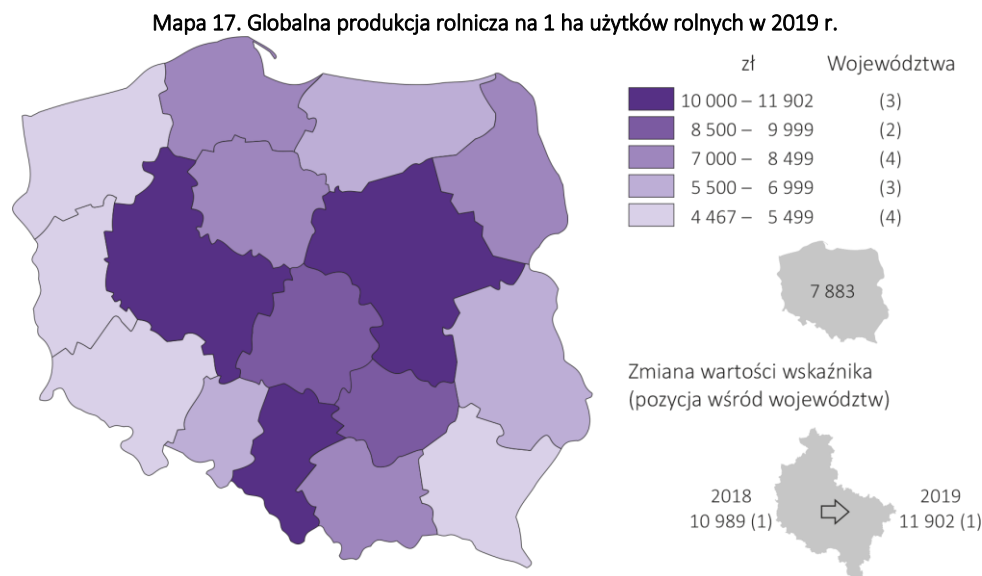 Mapa 17. Globalna produkcja rolnicza na 1 ha użytków rolnych w 2019 r.
zł Województwa
10 000 – 11 902 (3)
8 500 – 9 999 (2)
7 000 – 8 499 (4)
5 500 – 6 999 (3)
4 467 – 5 499 (4)
7 883
Zmiana wartości wskaźnika
(pozycja wśród województw)
2018 2019
10 989 (1) 11 902 (1)